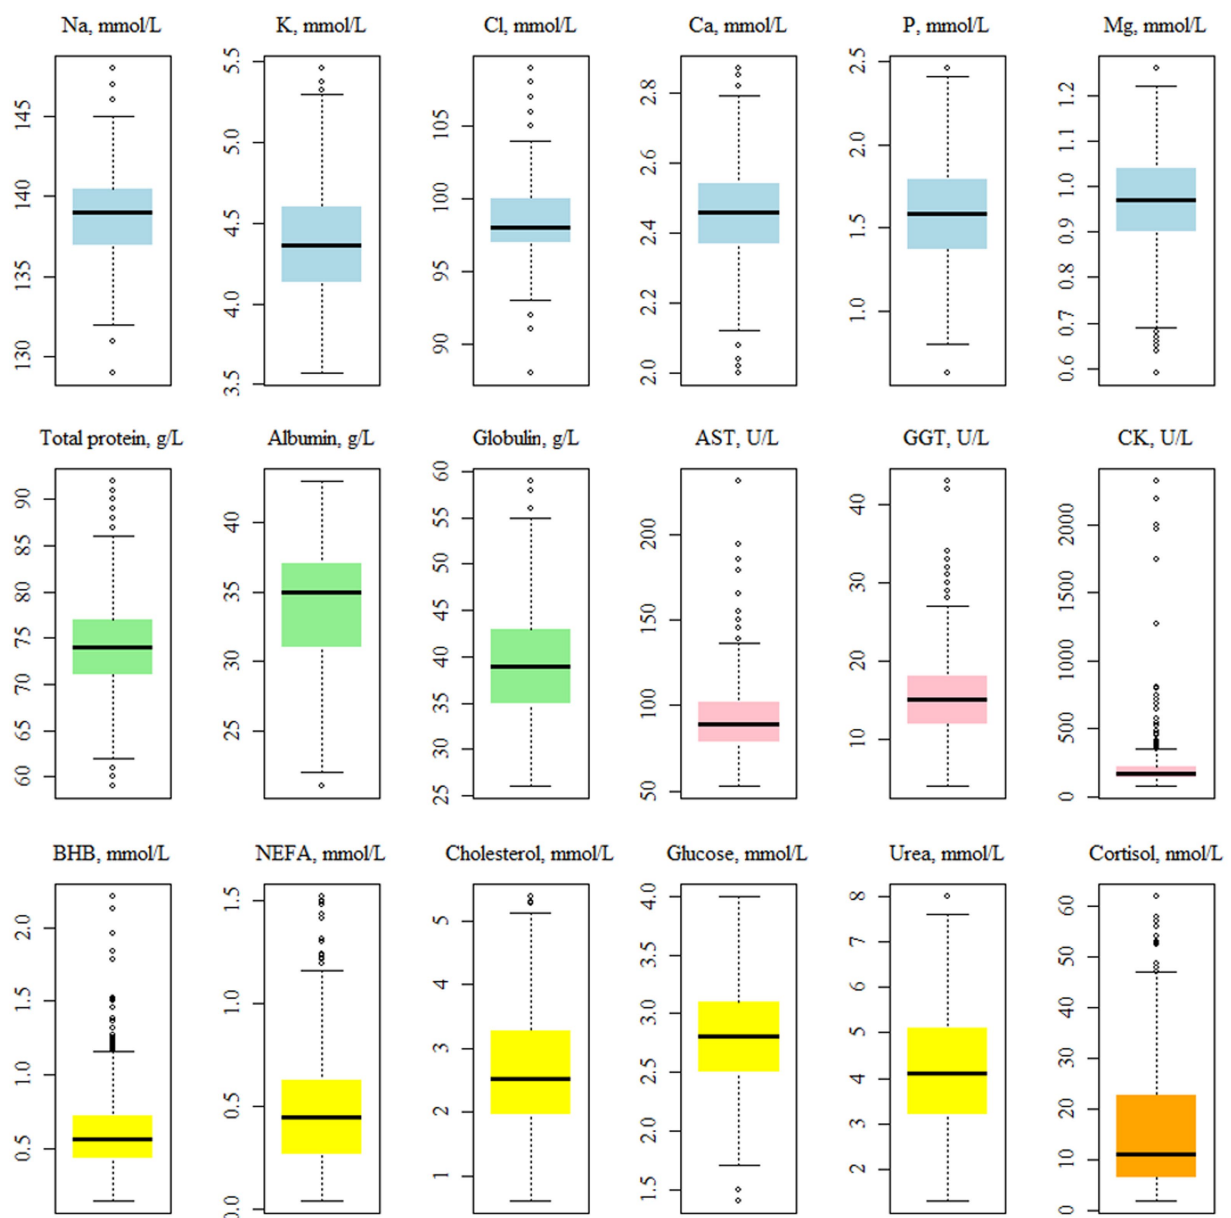 Na, mmol/L K, mmol/L Cl, mmol/L Ca, mmol/L P, mmol/L Mg, mmol/L
130 135 140 145
3.5 4.0 4.5 5.0 5.5
90 95 100 105
2.0 2.2 2.4 2.6 2.8
1.0 1.5 2.0 2.5
0.6 0.7 0.8 0.9 1.0 1.1 1.2
Total protein, g/L Albumin, g/L Globulin, g/L AST, U/L GGT, U/L CK, U/L
60 65 70 75 80 85 90
25 30 35 40
25 30 35 40 45 50 55 60
50 100 150 200
10 20 30 40
0 500 1000 1500 2000
BHB, mmol/L NEFA, mmol/L Cholesterol, mmol/L Glucose, mmol/L Urea, mmol/L Cortisol, nmol/L
0.5 1.0 1.5 2.0
0.0 0.5 1.0 1.5
1 2 3 4 5
1.5 2.0 2.5 3.0 3.5 4.0
2 3 4 5 6 7 8
0 10 20 30 40 50 60